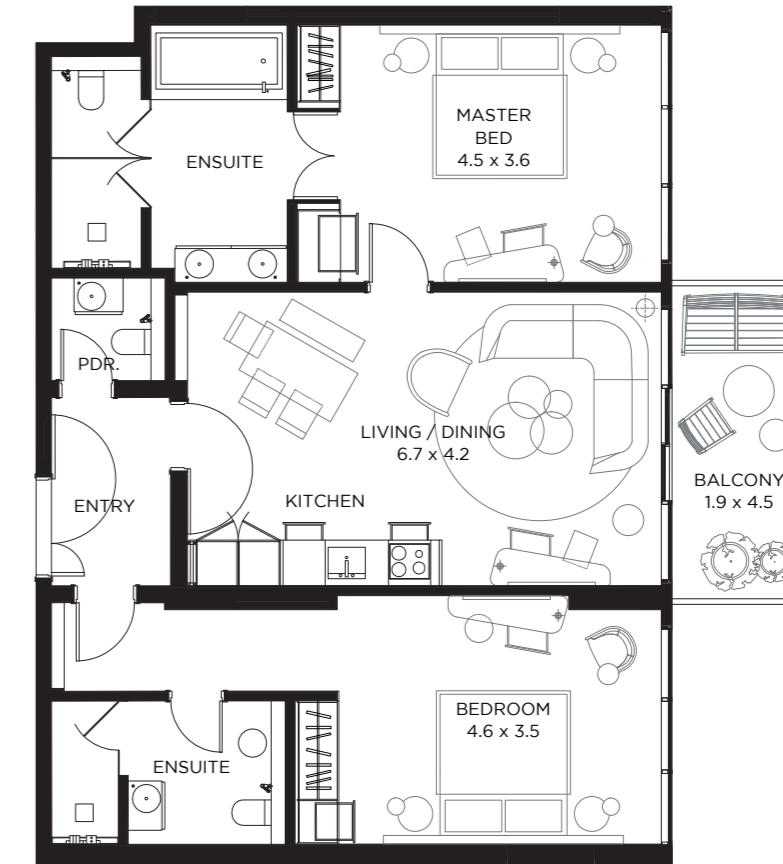 MASTER
BED
4.5 x 3.6
ENSUITE
PDR.
LIVING / DINING
6.7 x 4.2
KITCHEN
ENTRY
BALCONY
1.9 x 4.5
BEDROOM
4.6 x 3.5
ENSUITE